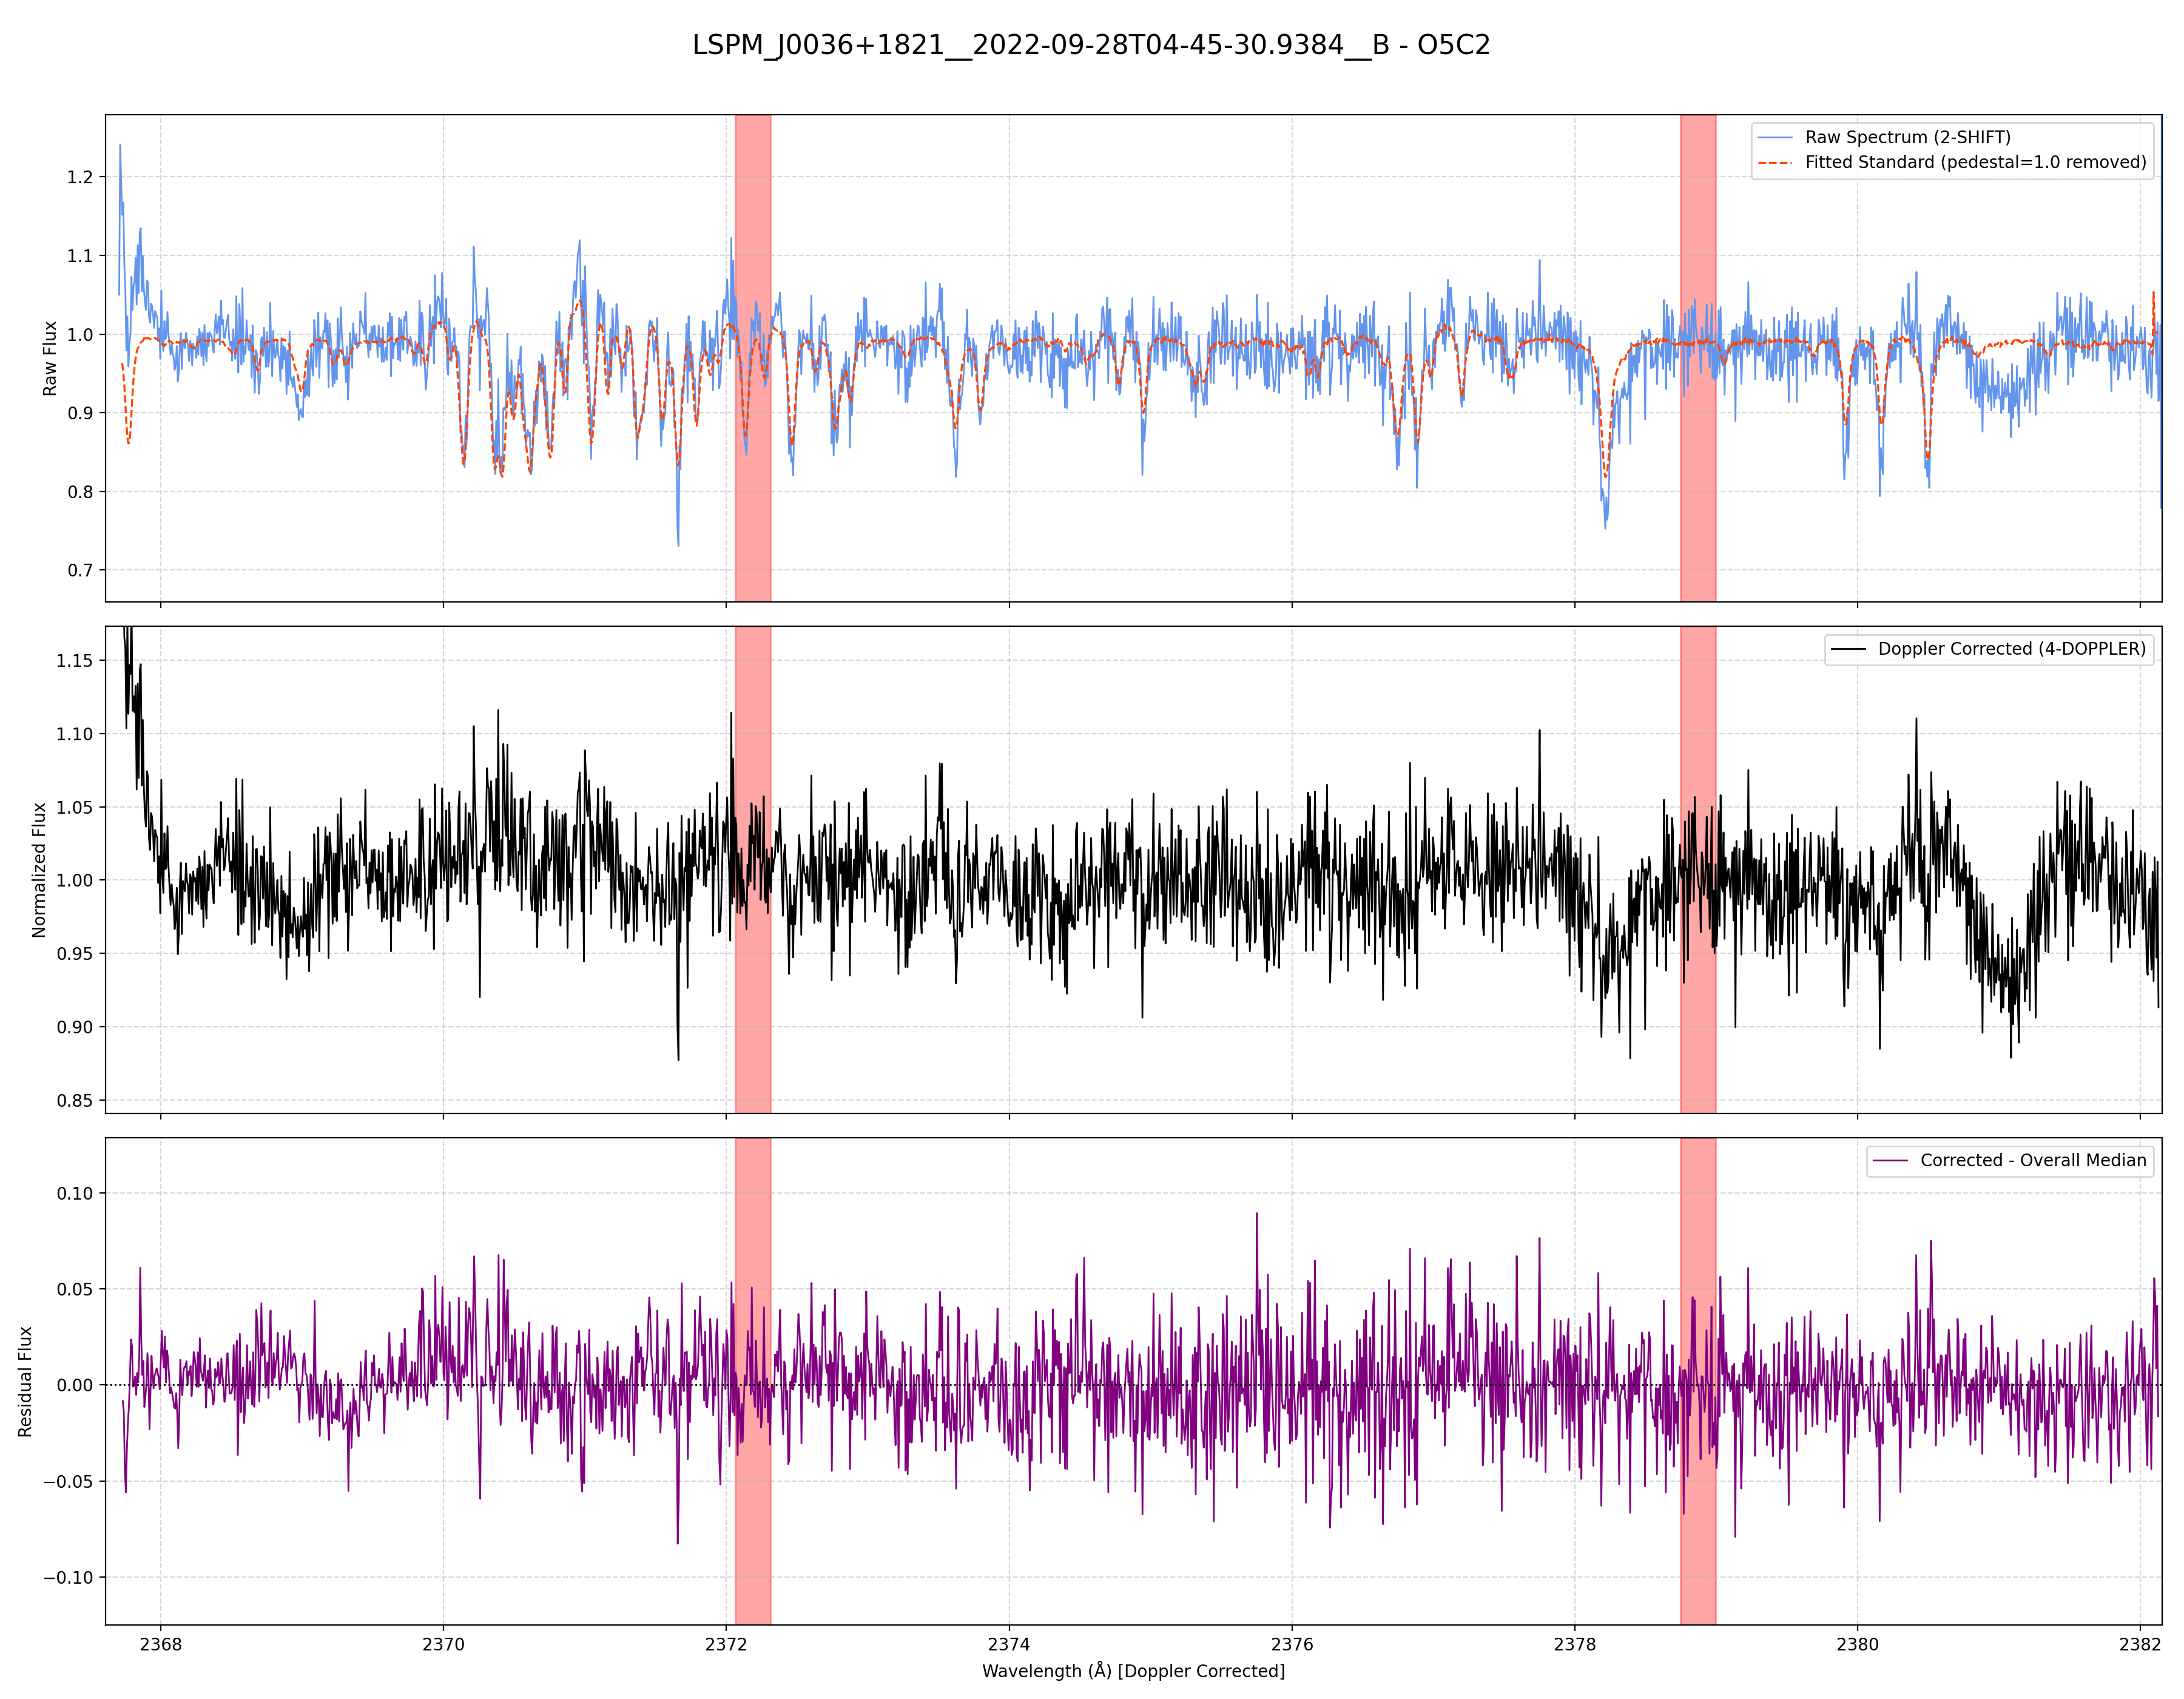 LSPM_J0036+1821__2022-09-28T04-45-30.9384__B - O5C2
Raw Spectrum (2-SHIFT)
Fitted Standard (pedestal=1.0 removed)
Raw Flux
1.2
1.1
1.0
0.9
0.8
0.7
Doppler Corrected (4-DOPPLER)
Normalized Flux
1.15
1.10
1.05
1.00
0.95
0.90
0.85
Corrected - Overall Median
Residual Flux
0.10
0.05
0.00
−0.05
−0.10
2368 2370 2372 2374 2376 2378 2380 2382
Wavelength (Å) [Doppler Corrected]